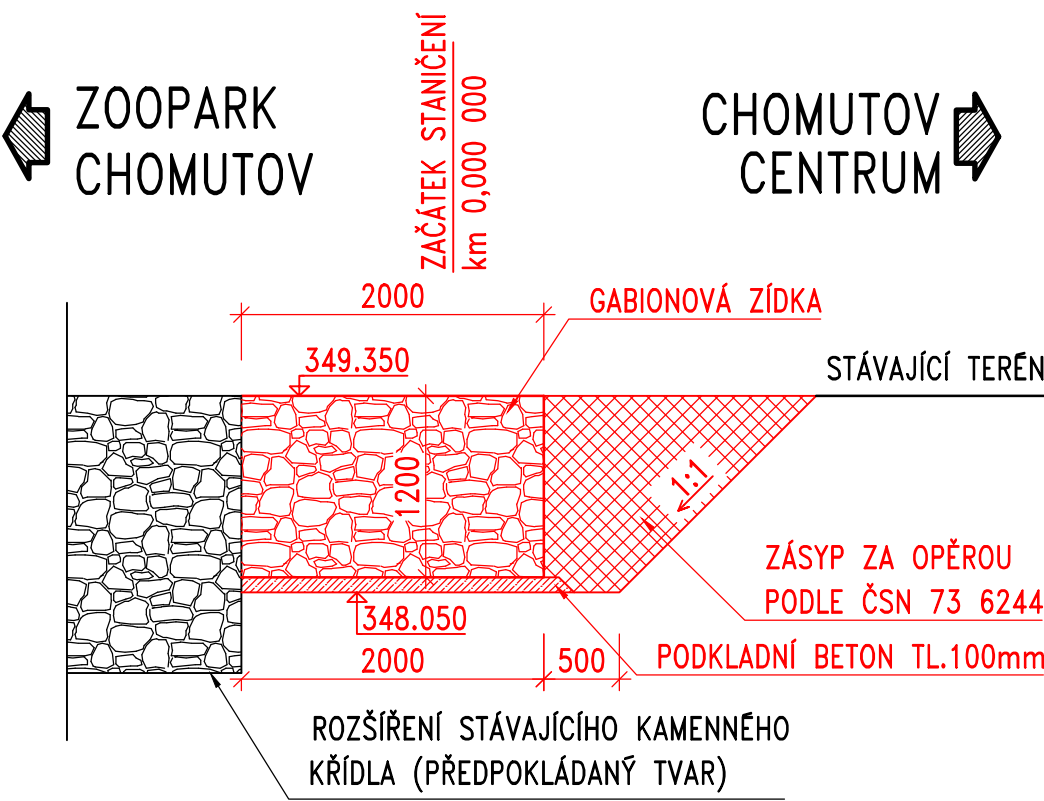 ZAČÁTEK STANIČENÍ
km 0,000 000
ZOOPARK
CHOMUTOV
CHOMUTOV
CENTRUM
2000
GABIONOVÁ ZÍDKA
349.350
STÁVAJÍCÍ TERÉN
1200
1:1
ZÁSYP ZA OPĚROU
PODLE ČSN 73 6244
348.050
2000
500
PODKLADNÍ BETON TL.100mm
ROZŠÍŘENÍ STÁVAJÍCÍHO KAMENNÉHO
KŘÍDLA (PŘEDPOKLÁDANÝ TVAR)